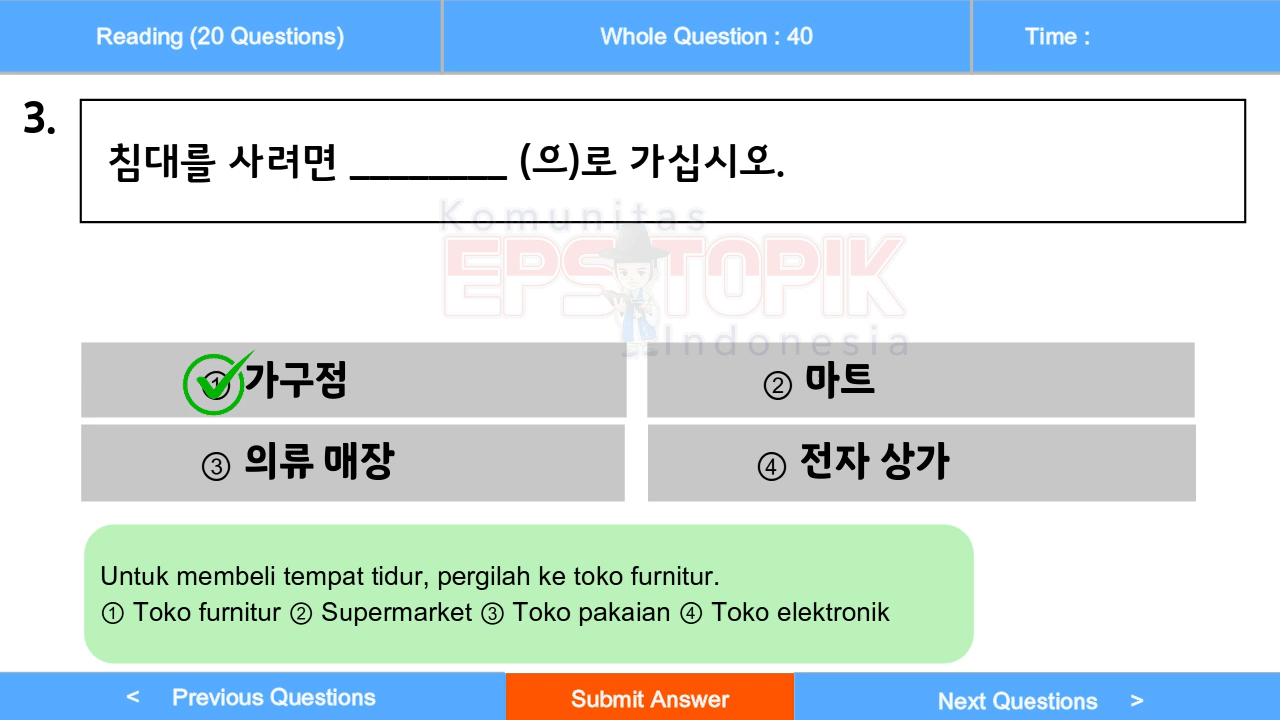 Reading (20 Questions)
Whole Question : 40
Time :
3.
침대를 사려면 ________ (으)로 가십시오.
Komunitas
EPS TOPIK
Indonesia
① 가구점
② 마트
③ 의류 매장
④ 전자 상가
Untuk membeli tempat tidur, pergilah ke toko furnitur.
① Toko furnitur ② Supermarket ③ Toko pakaian ④ Toko elektronik
< Previous Questions
Submit Answer
Next Questions >